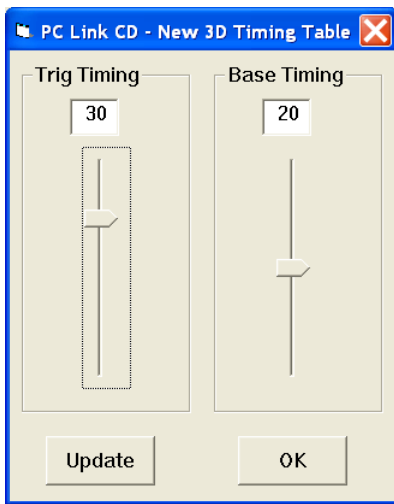 PC Link CD - New 3D Timing Table
Trig Timing
30
Base Timing
20
Update
OK